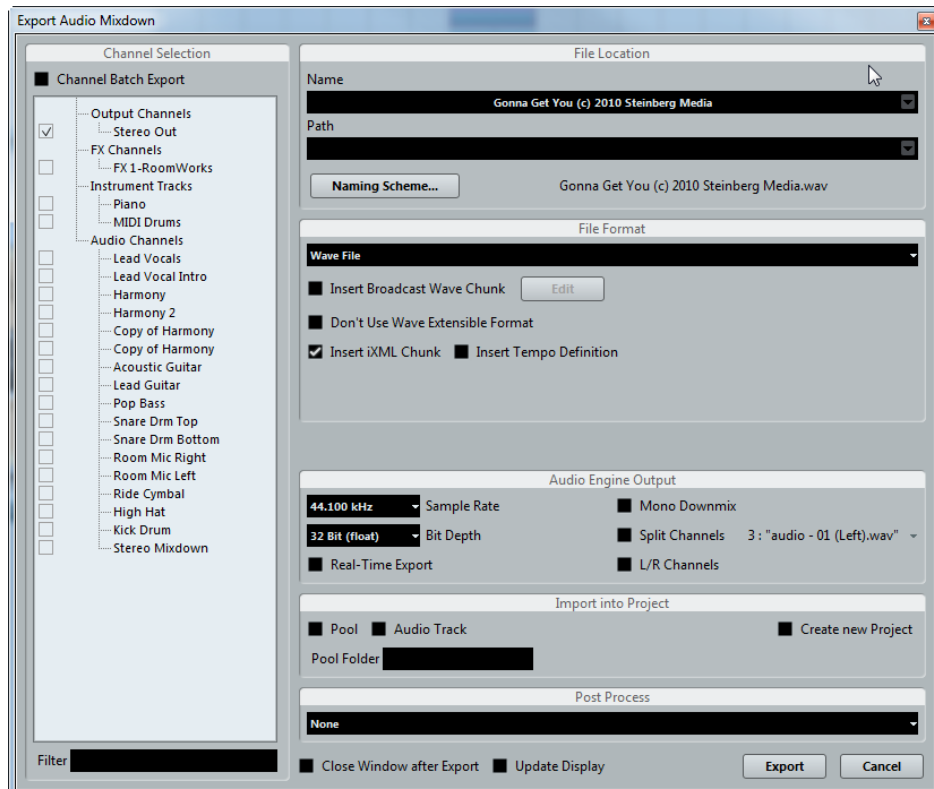 Export Audio Mixdown
Channel Selection
Channel Batch Export
Output Channels
Stereo Out
FX Channels
FX 1-RoomWorks
Instrument Tracks
Piano
MIDI Drums
Audio Channels
Lead Vocals
Lead Vocal Intro
Harmony
Harmony 2
Copy of Harmony
Copy of Harmony
Acoustic Guitar
Lead Guitar
Pop Bass
Snare Drm Top
Snare Drm Bottom
Room Mic Right
Room Mic Left
Ride Cymbal
High Hat
Kick Drum
Stereo Mixdown
Filter
File Location
Name
Gonna Get You (c) 2010 Steinberg Media
Path
Naming Scheme... Gonna Get You (c) 2010 Steinberg Media.wav
File Format
Wave File
Insert Broadcast Wave Chunk Edit
Don't Use Wave Extensible Format
Insert iXML Chunk Insert Tempo Definition
Audio Engine Output
44.100 kHz Sample Rate Mono Downmix
32 Bit (float) Bit Depth Split Channels 3 : "audio - 01 (Left).wav"
Real-Time Export L/R Channels
Import into Project
Pool Audio Track Create new Project
Pool Folder
Post Process
None
Close Window after Export Update Display Export Cancel